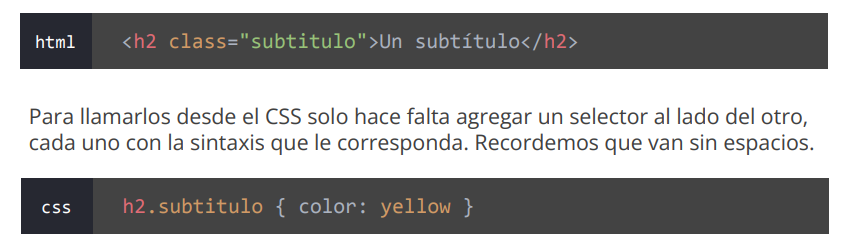 html <h2 class="subtitulo">Un subtítulo</h2>
Para llamarlos desde el CSS solo hace falta agregar un selector al lado del otro,
cada uno con la sintaxis que le corresponda. Recordemos que van sin espacios.
css h2.subtitulo { color: yellow }